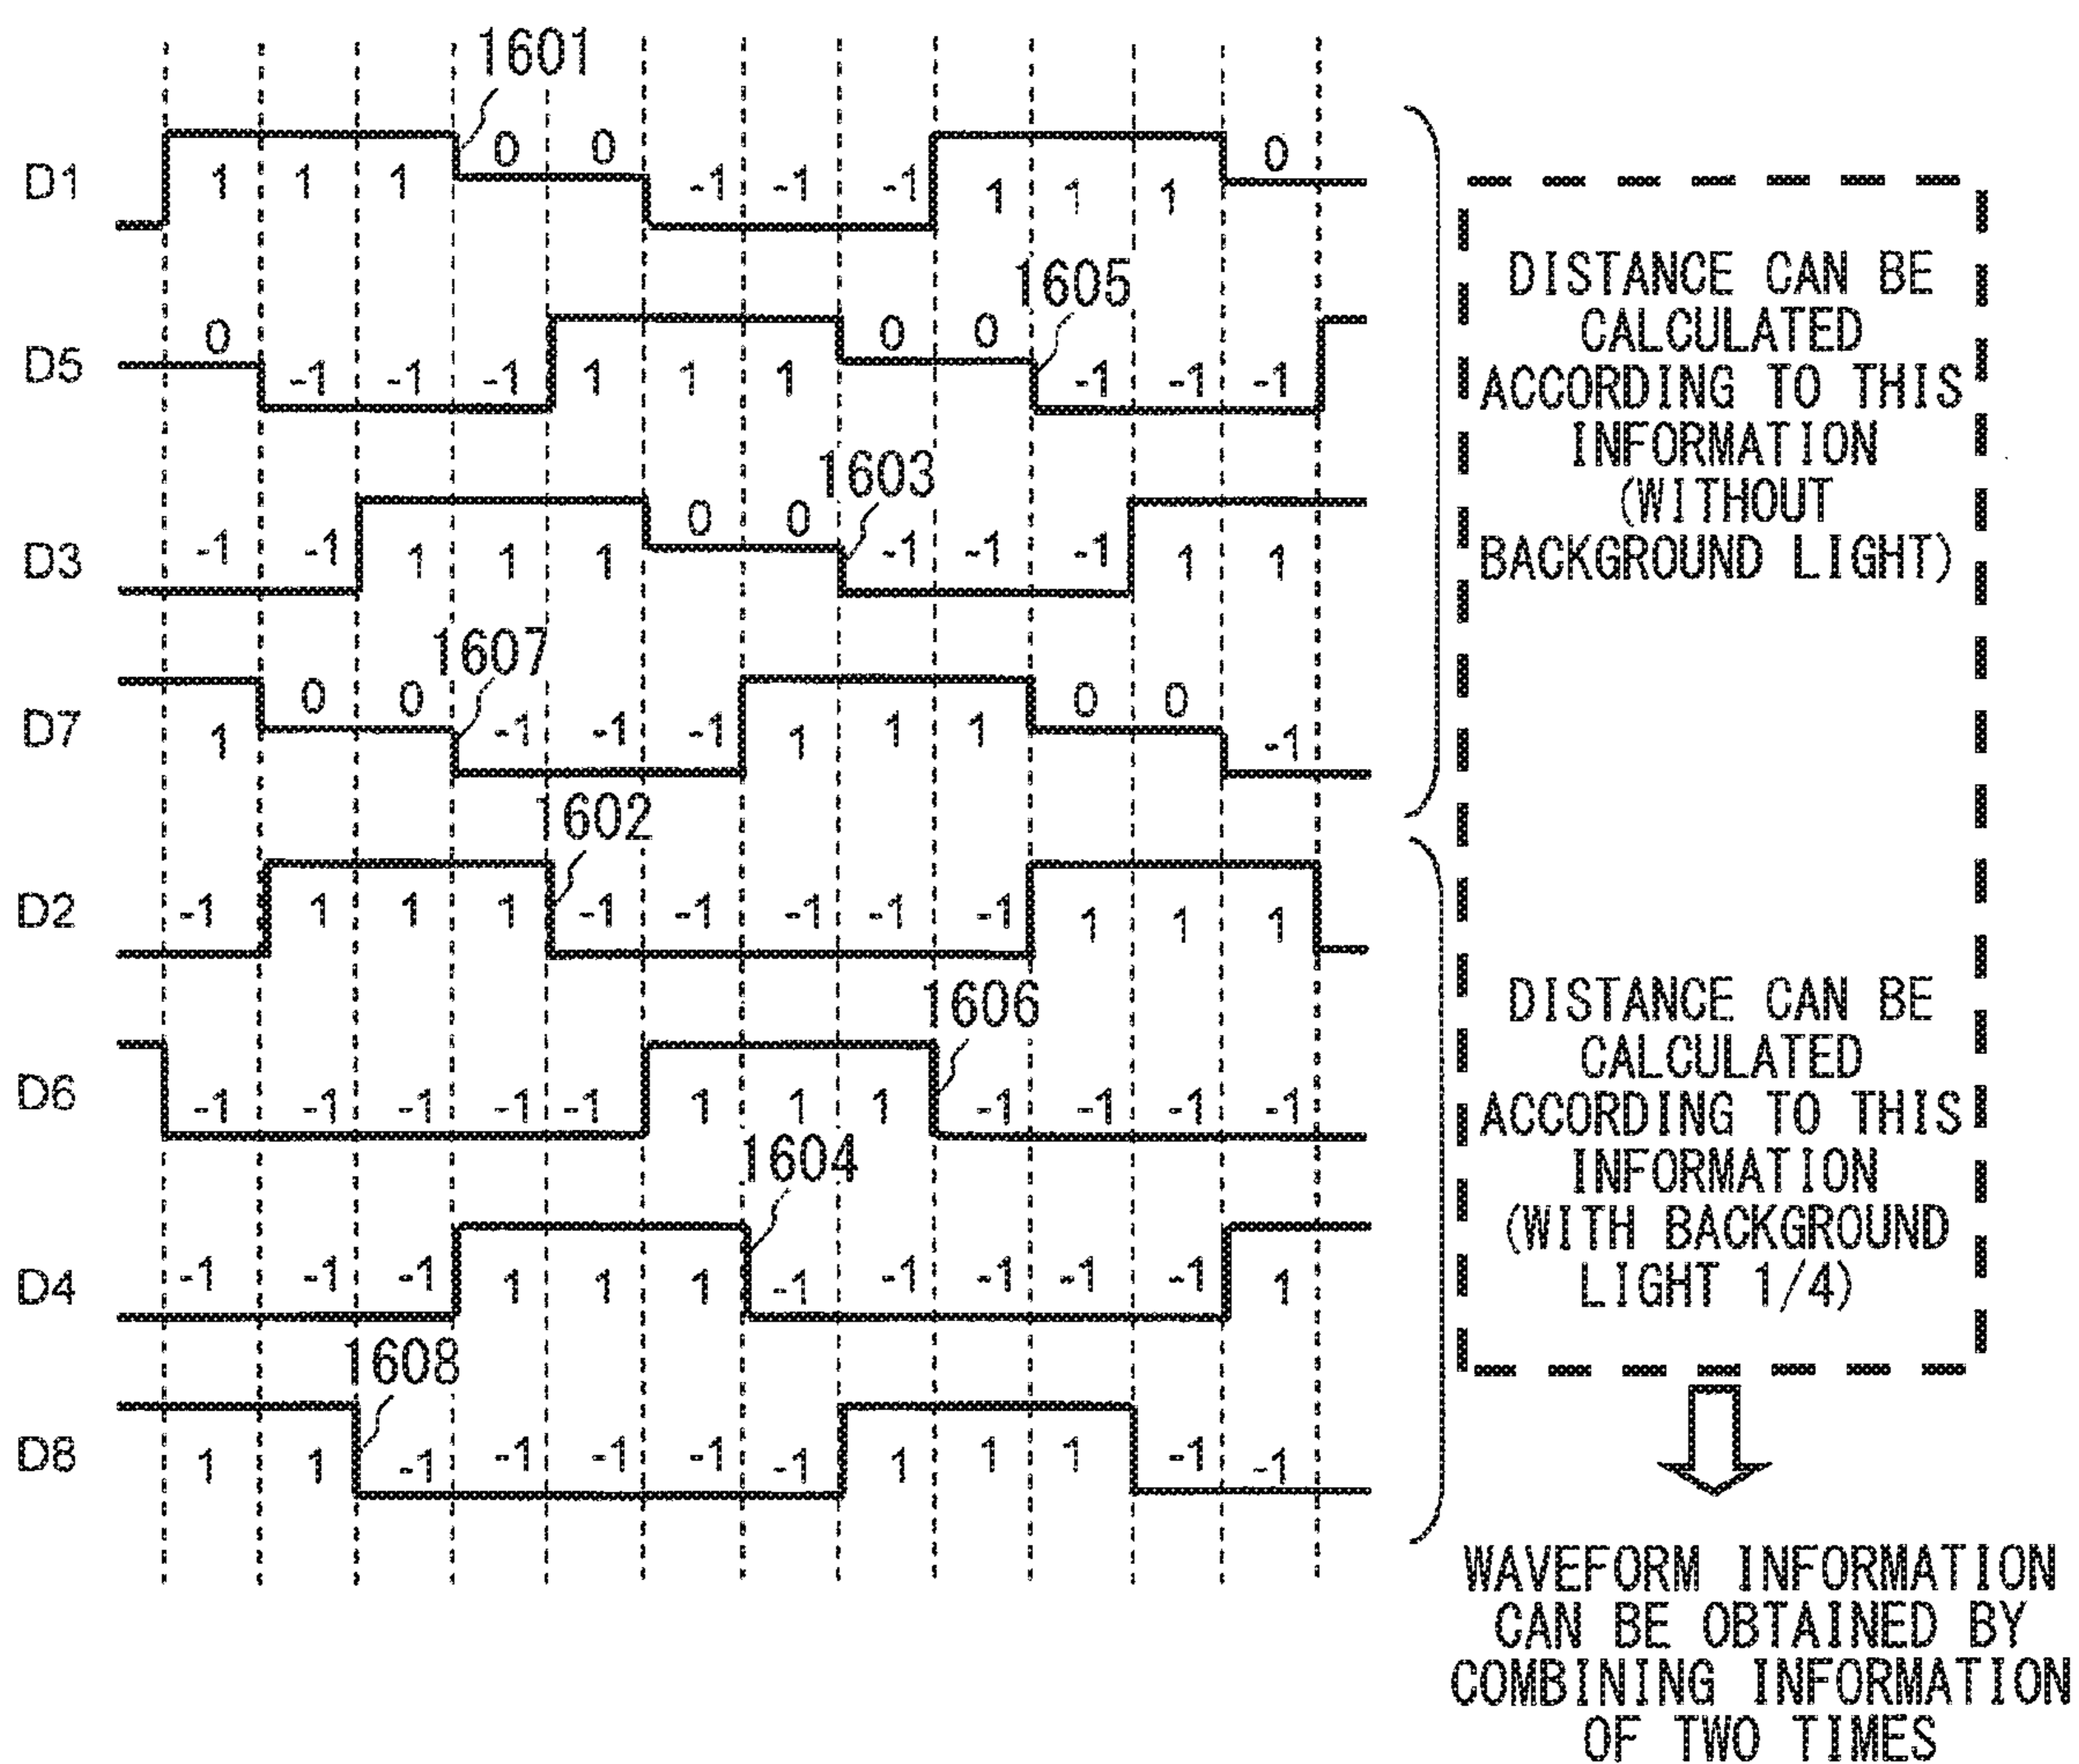 1601
D1 1 1 1 0 0 -1 -1 -1 1 1 1 0
1605
D5 0 -1 -1 -1 1 1 1 0 0 -1 -1 -1
1603
D3 -1 -1 1 1 1 0 0 -1 -1 -1 1 1
1607
D7 1 0 0 -1 -1 -1 1 1 1 0 0 -1
1602
D2 -1 1 1 1 -1 -1 -1 -1 -1 1 1 1
1606
D6 -1 -1 -1 -1 -1 1 1 1 -1 -1 -1 -1
1604
D4 -1 -1 -1 1 1 1 -1 -1 -1 -1 -1 1
1608
D8 1 1 -1 -1 -1 -1 -1 1 1 1 -1 -1
DISTANCE CAN BE
CALCULATED
ACCORDING TO THIS
INFORMATION
(WITHOUT
BACKGROUND LIGHT)
DISTANCE CAN BE
CALCULATED
ACCORDING TO THIS
INFORMATION
(WITH BACKGROUND
LIGHT 1/4)
WAVEFORM INFORMATION
CAN BE OBTAINED BY
COMBINING INFORMATION
OF TWO TIMES